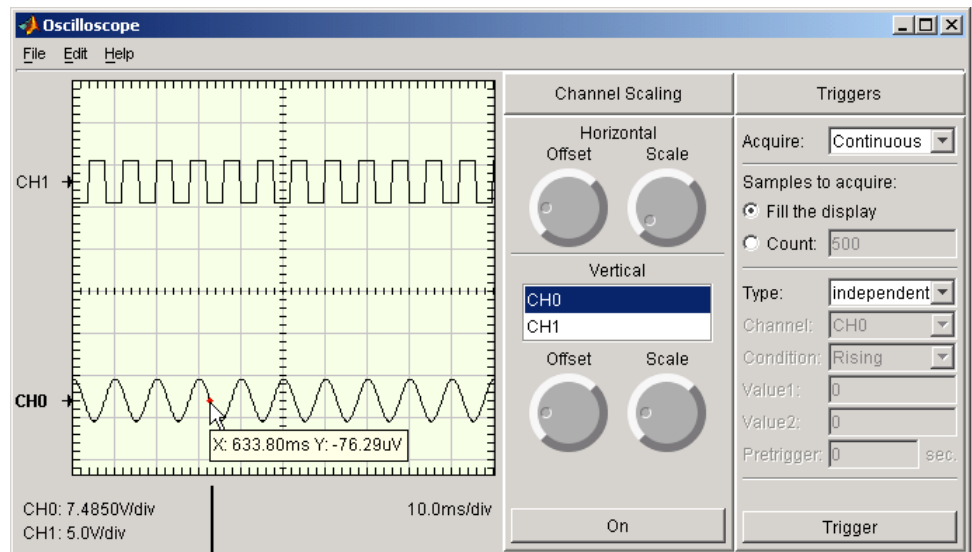 Oscilloscope
File Edit Help
CH1
CH0
X: 633.80ms Y: -76.29uV
CH0: 7.4850V/div
CH1: 5.0V/div
10.0ms/div
Channel Scaling
Horizontal
Offset Scale
Vertical
CH0
CH1
Offset Scale
On
Triggers
Acquire: Continuous
Samples to acquire:
Fill the display
Count: 500
Type: independent
Channel: CH0
Condition: Rising
Value1: 0
Value2: 0
Pretrigger: 0 sec.
Trigger